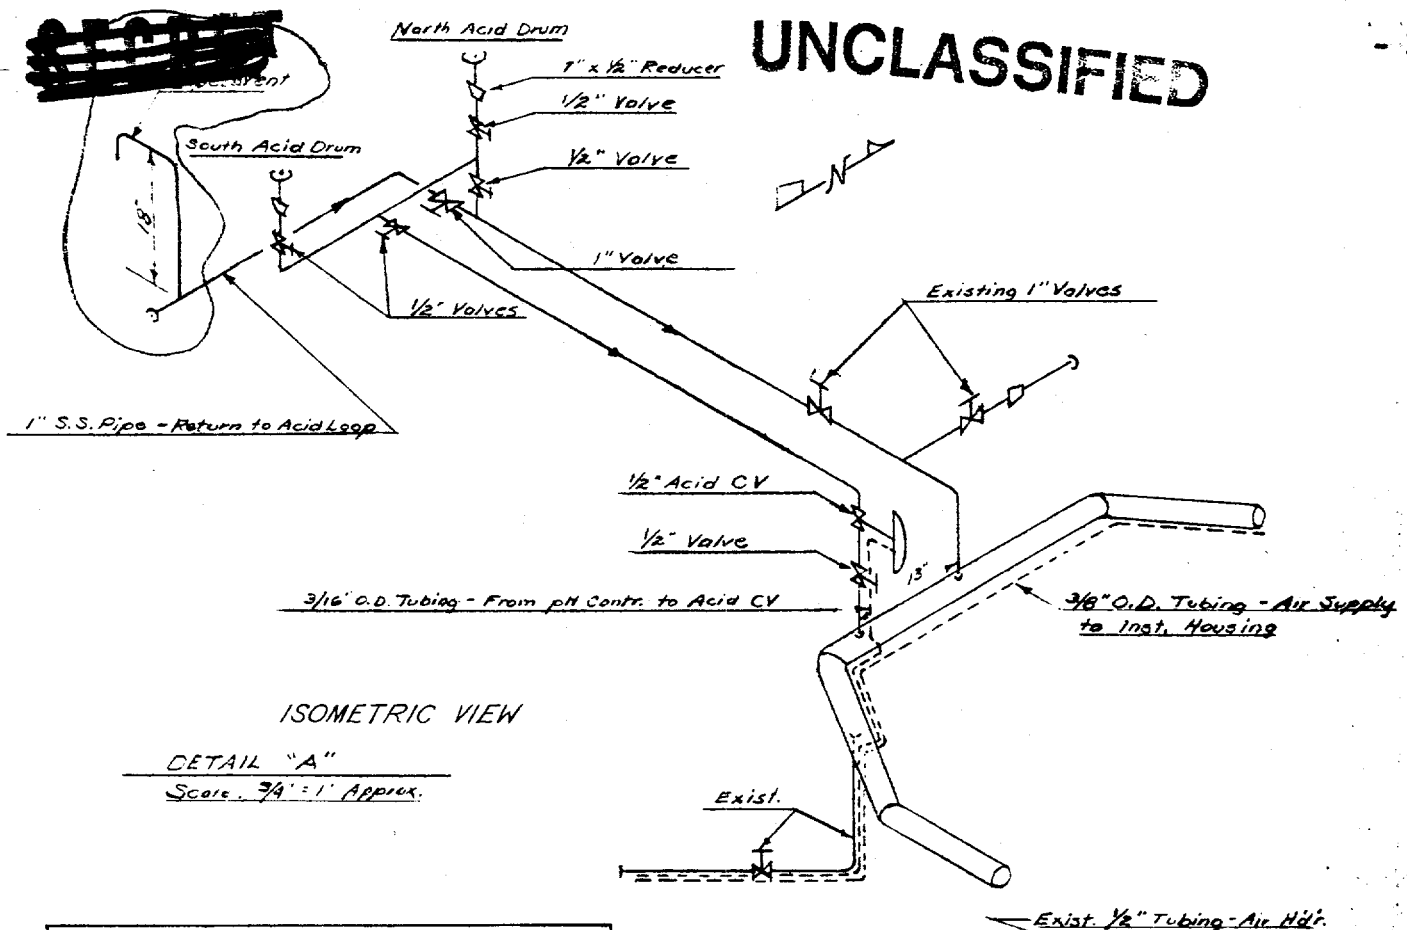 UNCLASSIFIED
North Acid Drum
1" x 1/2" Reducer
1/2" Valve
1/2" Valve
South Acid Drum
18"
N
1" Valve
1/2" Valves
Existing 1" Valves
1" S.S. Pipe - Return to Acid Loop
1/2" Acid CV
1/2" Valve
13"
3/16" O.D. Tubing - From pH Contr. to Acid CV
3/8" O.D. Tubing - Air Supply
to Inst. Housing
ISOMETRIC VIEW
DETAIL "A"
Scale: 3/4" = 1' Approx.
Exist.
Exist. 1/2" Tubing - Air Hdr.